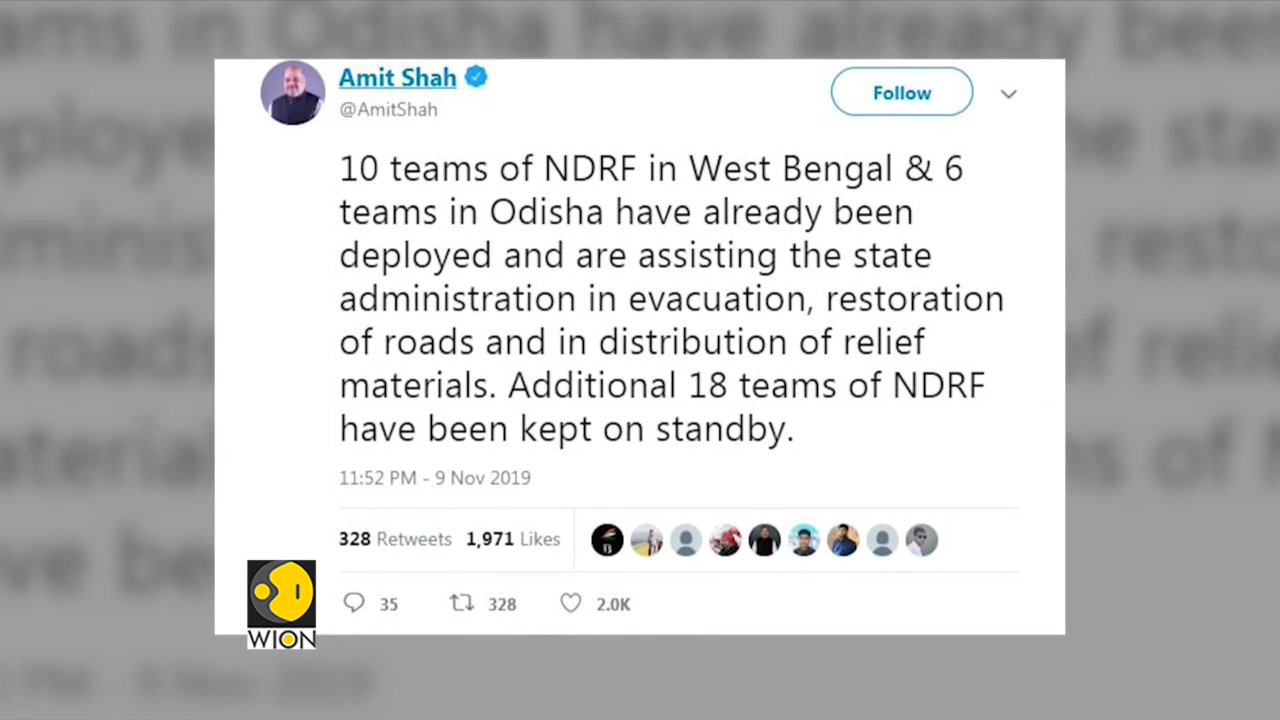 Amit Shah
@AmitShah
Follow
10 teams of NDRF in West Bengal & 6
teams in Odisha have already been
deployed and are assisting the state
administration in evacuation, restoration
of roads and in distribution of relief
materials. Additional 18 teams of NDRF
have been kept on standby.
11:52 PM - 9 Nov 2019
328 Retweets 1,971 Likes
35 328 2.0K
WION